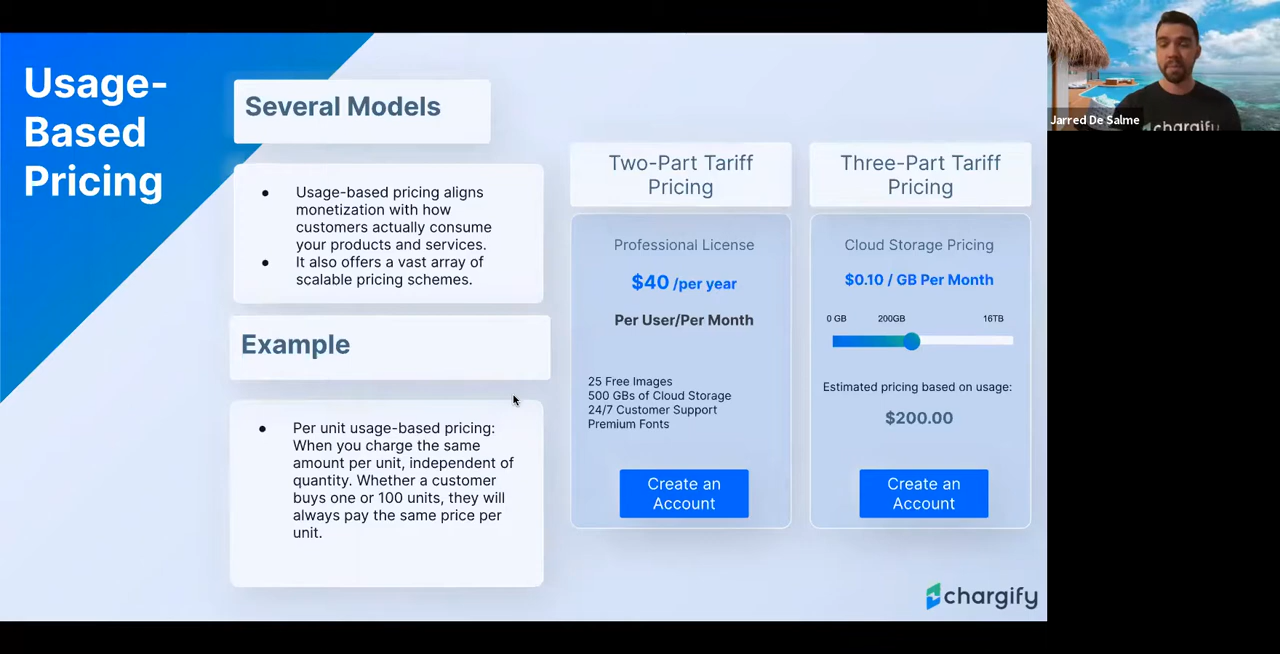 Usage-
Based
Pricing
Several Models
Usage-based pricing aligns
monetization with how
customers actually consume
your products and services.
It also offers a vast array of
scalable pricing schemes.
Example
Per unit usage-based pricing:
When you charge the same
amount per unit, independent of
quantity. Whether a customer
buys one or 100 units, they will
always pay the same price per
unit.
Two-Part Tariff
Pricing
Professional License
$40 /per year
Per User/Per Month
25 Free Images
500 GBs of Cloud Storage
24/7 Customer Support
Premium Fonts
Create an
Account
Three-Part Tariff
Pricing
Cloud Storage Pricing
$0.10 / GB Per Month
0 GB 200GB 16TB
Estimated pricing based on usage:
$200.00
Create an
Account
chargify
Jarred De Salme
chargify